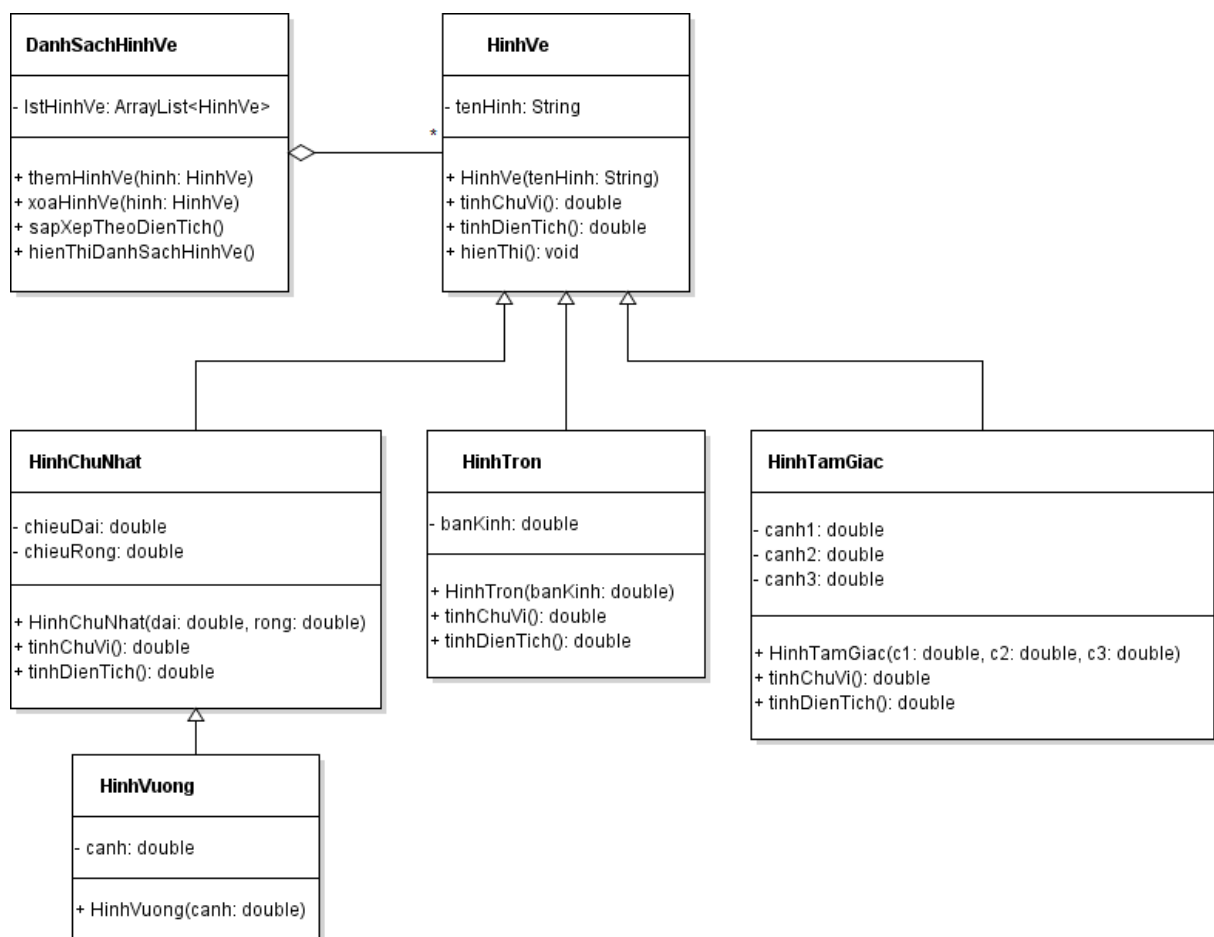 DanhSachHinhVe
- lstHinhVe: ArrayList<HinhVe>
+ themHinhVe(hinh: HinhVe)
+ xoaHinhVe(hinh: HinhVe)
+ sapXepTheoDienTich()
+ hienThiDanhSachHinhVe()
*
HinhVe
- tenHinh: String
+ HinhVe(tenHinh: String)
+ tinhChuVi(): double
+ tinhDienTich(): double
+ hienThi(): void
HinhChuNhat
- chieuDai: double
- chieuRong: double
+ HinhChuNhat(dai: double, rong: double)
+ tinhChuVi(): double
+ tinhDienTich(): double
HinhTron
- banKinh: double
+ HinhTron(banKinh: double)
+ tinhChuVi(): double
+ tinhDienTich(): double
HinhTamGiac
- canh1: double
- canh2: double
- canh3: double
+ HinhTamGiac(c1: double, c2: double, c3: double)
+ tinhChuVi(): double
+ tinhDienTich(): double
HinhVuong
- canh: double
+ HinhVuong(canh: double)